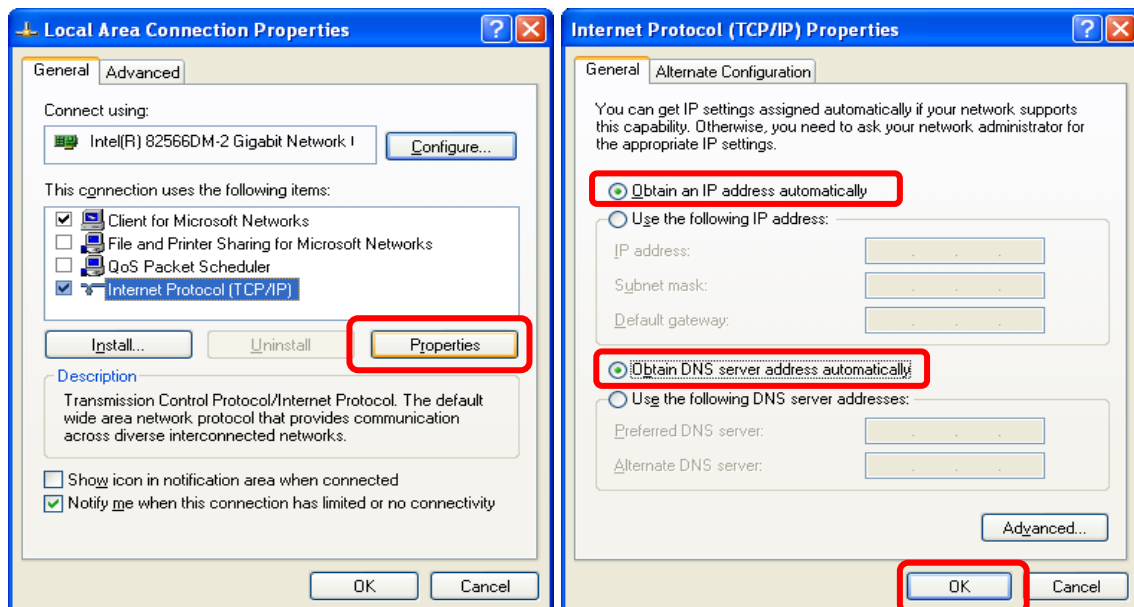 Local Area Connection Properties
General
Advanced
Connect using:
Intel(R) 82566DM-2 Gigabit Network
Configure...
This connection uses the following items:
Client for Microsoft Networks
File and Printer Sharing for Microsoft Networks
QoS Packet Scheduler
Internet Protocol (TCP/IP)
Install...
Uninstall
Properties
Description
Transmission Control Protocol/Internet Protocol. The default
wide area network protocol that provides communication
across diverse interconnected networks.
Show icon in notification area when connected
Notify me when this connection has limited or no connectivity
OK
Cancel
Internet Protocol (TCP/IP) Properties
General
Alternate Configuration
You can get IP settings assigned automatically if your network supports
this capability. Otherwise, you need to ask your network administrator for
the appropriate IP settings.
Obtain an IP address automatically
Use the following IP address:
IP address:
Subnet mask:
Default gateway:
Obtain DNS server address automatically
Use the following DNS server addresses:
Preferred DNS server:
Alternate DNS server:
Advanced...
OK
Cancel